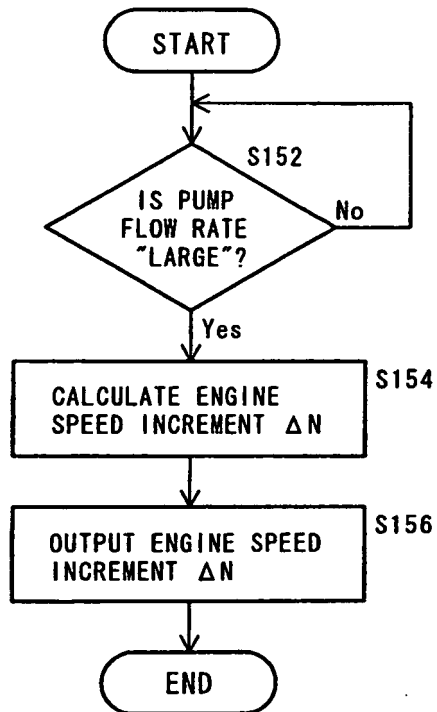 START
S152
IS PUMP
FLOW RATE
"LARGE"?
No
Yes
S154
CALCULATE ENGINE
SPEED INCREMENT ΔN
S156
OUTPUT ENGINE SPEED
INCREMENT ΔN
END